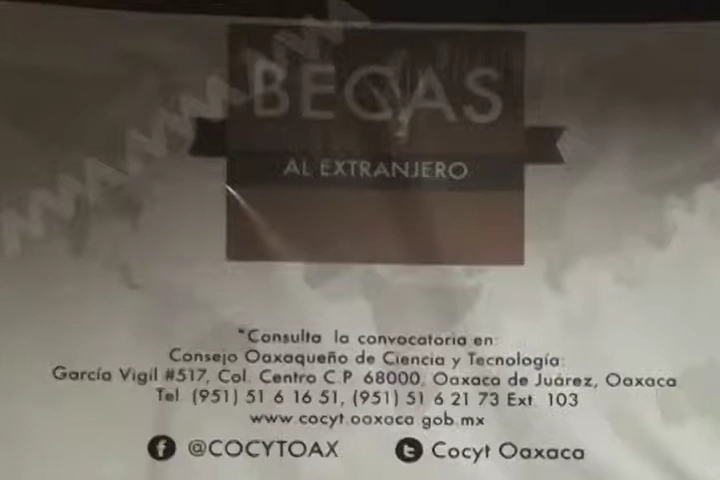 BECAS
AL EXTRANJERO
*Consulta la convocatoria en:
Consejo Oaxaqueño de Ciencia y Tecnología:
García Vigil #517, Col. Centro C.P. 68000, Oaxaca de Juárez, Oaxaca
Tel. (951) 51 6 16 51, (951) 51 6 21 73 Ext. 103
www.cocyt.oaxaca.gob.mx
@COCYTOAX Cocyt Oaxaca